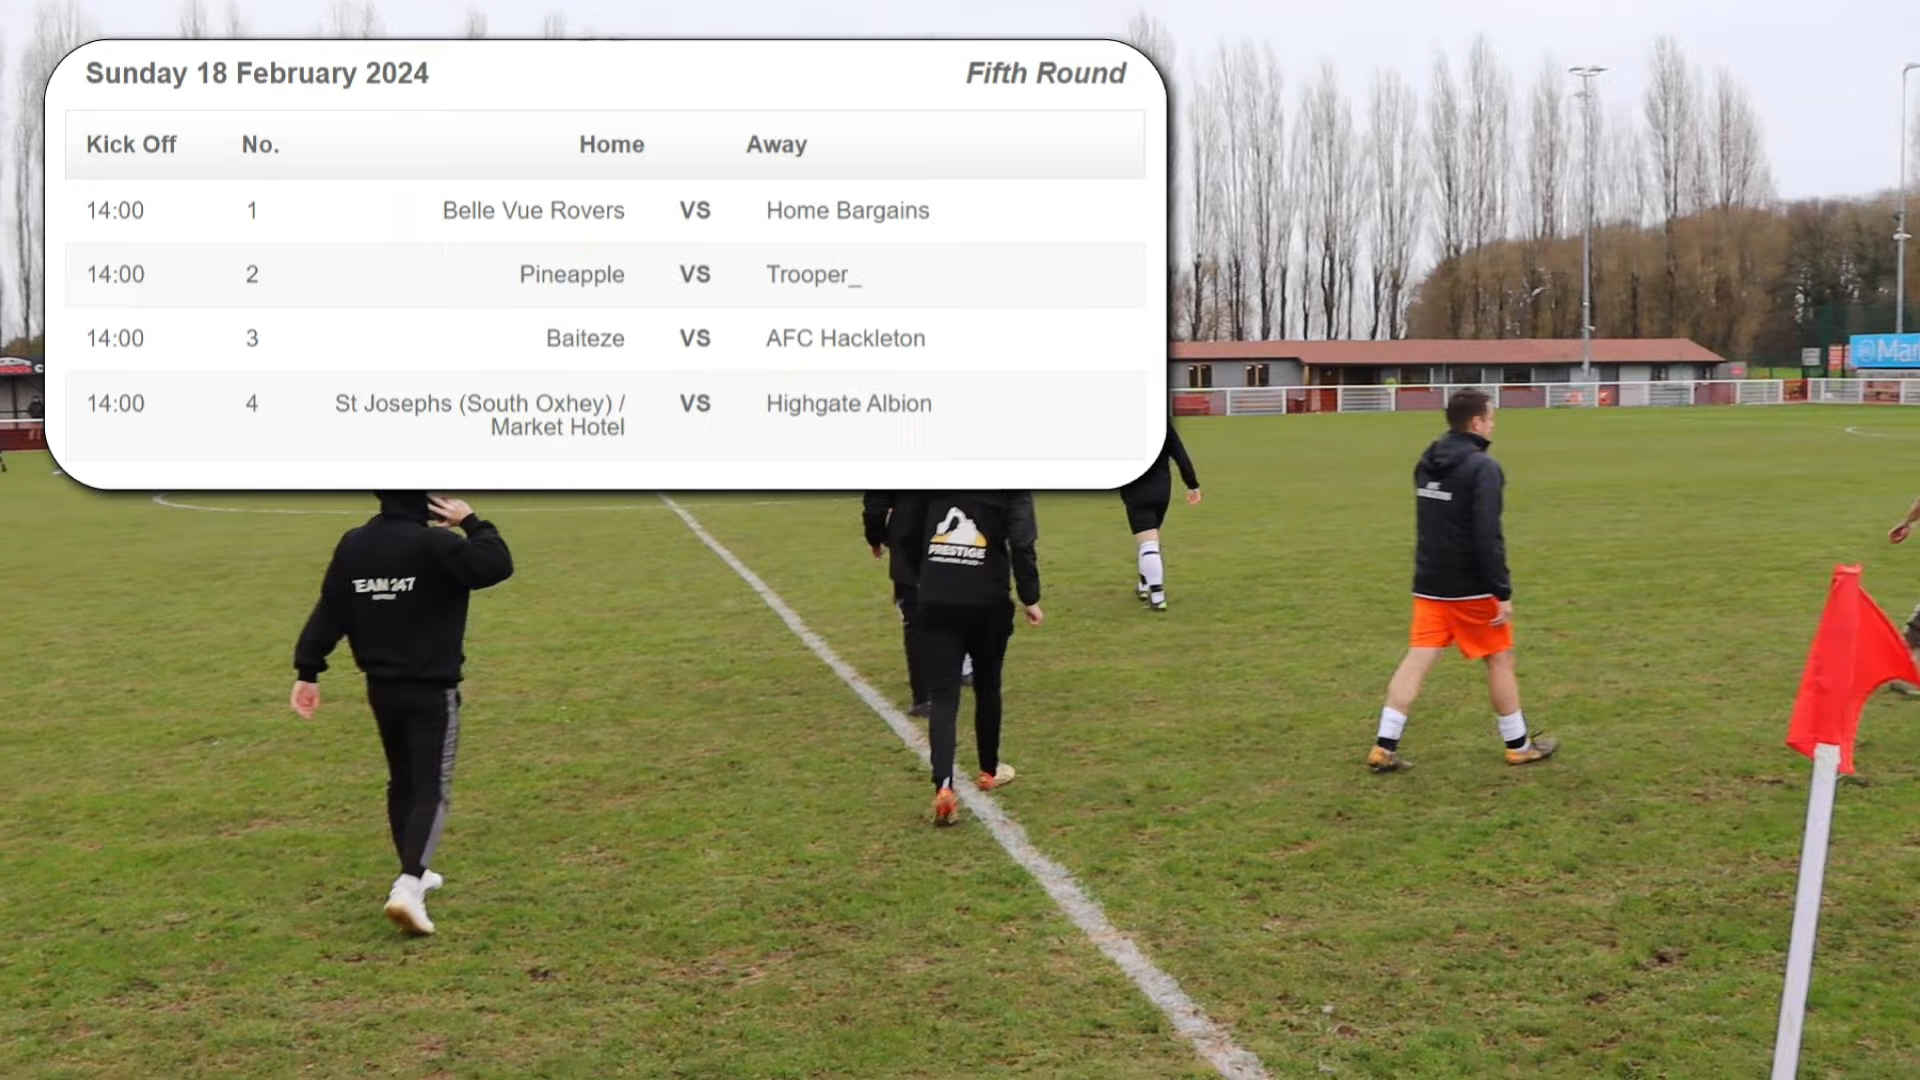 Sunday 18 February 2024 Fifth Round
Kick Off No. Home Away
14:00 1 Belle Vue Rovers VS Home Bargains
14:00 2 Pineapple VS Trooper_
14:00 3 Baiteze VS AFC Hackleton
14:00 4 St Josephs (South Oxhey) / VS Highgate Albion
Market Hotel
TEAM 247
PRESTIGE